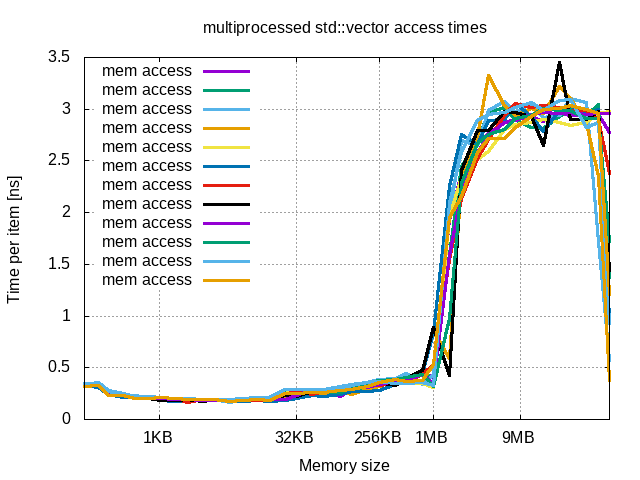 multiprocessed std::vector access times
3.5
3
2.5
2
1.5
1
0.5
0
Time per item [ns]
mem access
mem access
mem access
mem access
mem access
mem access
mem access
mem access
mem access
mem access
mem access
mem access
1KB 32KB 256KB 1MB 9MB
Memory size